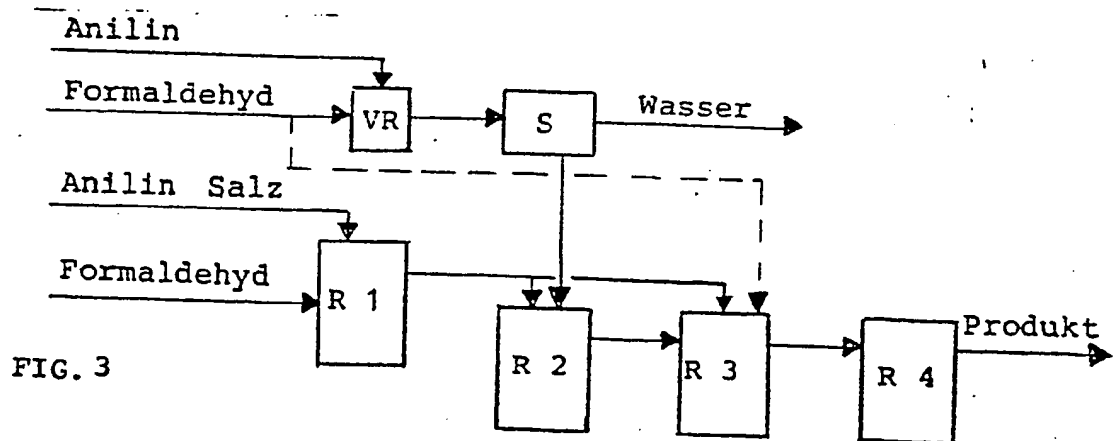 Anilin
Formaldehyd
VR
S
Wasser
Anilin Salz
Formaldehyd
R 1
R 2
R 3
R 4
Produkt
FIG. 3